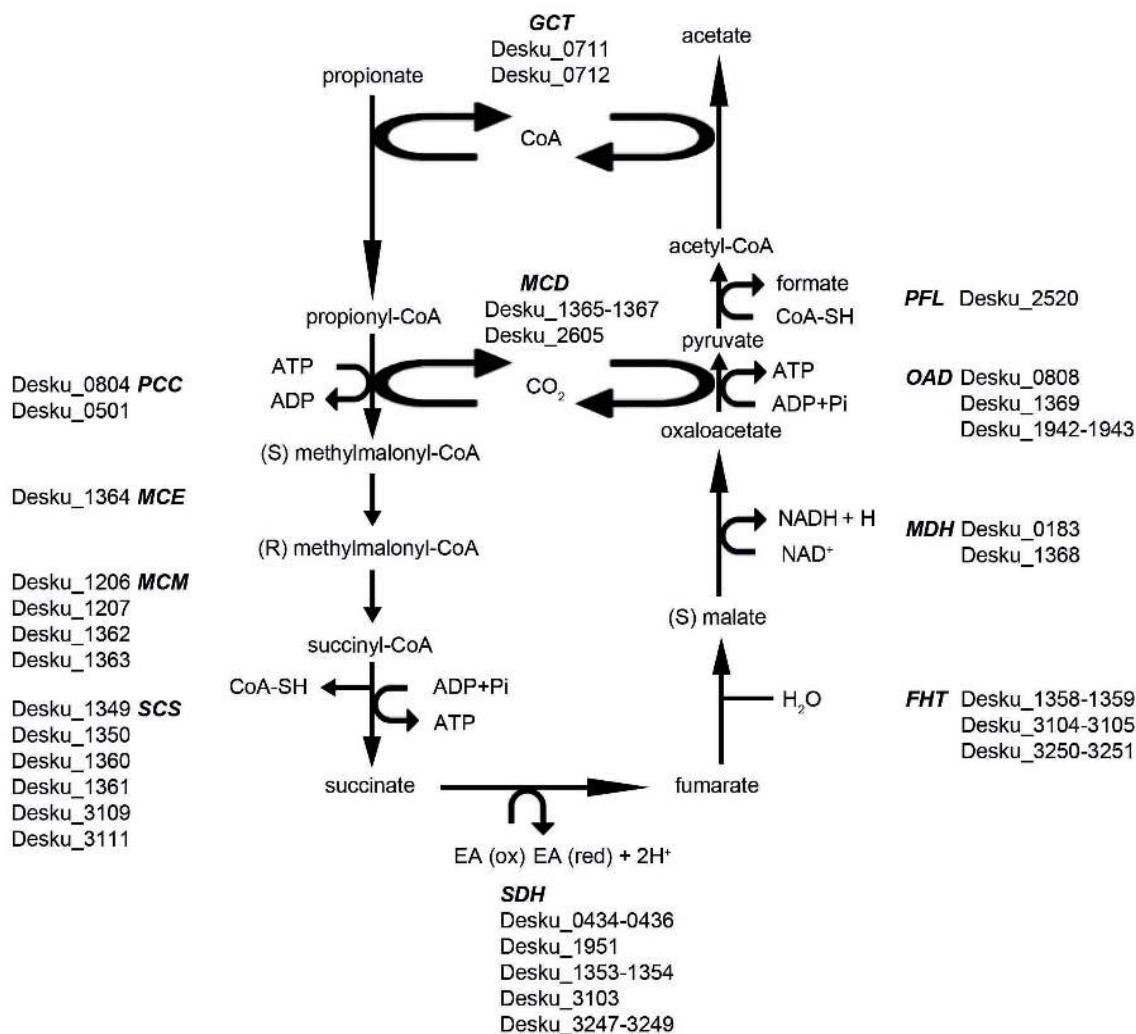 GCT
Desku_0711
Desku_0712
acetate
propionate
CoA
acetyl-CoA
MCD
Desku_1365-1367
Desku_2605
formate
CoA-SH
PFL Desku_2520
propionyl-CoA
pyruvate
ATP
ADP
CO2
ATP
ADP+Pi
Desku_0804 PCC
Desku_0501
OAD Desku_0808
Desku_1369
Desku_1942-1943
oxaloacetate
(S) methylmalonyl-CoA
Desku_1364 MCE
NADH + H
NAD+
MDH Desku_0183
Desku_1368
(R) methylmalonyl-CoA
Desku_1206 MCM
Desku_1207
Desku_1362
Desku_1363
(S) malate
succinyl-CoA
CoA-SH
ADP+Pi
ATP
H2O
FHT Desku_1358-1359
Desku_3104-3105
Desku_3250-3251
Desku_1349 SCS
Desku_1350
Desku_1360
Desku_1361
Desku_3109
Desku_3111
succinate
fumarate
EA (ox) EA (red) + 2H+
SDH
Desku_0434-0436
Desku_1951
Desku_1353-1354
Desku_3103
Desku_3247-3249